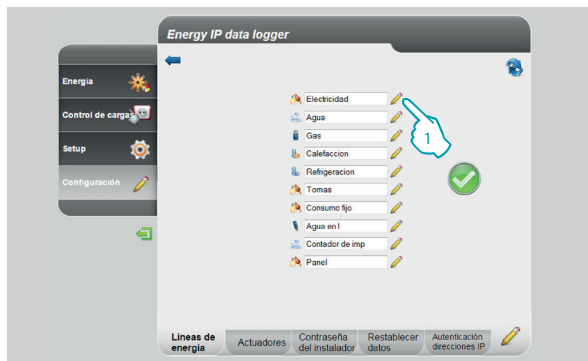 Energy IP data logger
Energia
Control de cargas
Setup
Configuración
Electricidad
Agua
Gas
Calefaccion
Refrigeracion
Tomas
Consumo fijo
Agua en l
Contador de imp
Panel
1
Lineas de
energia
Actuadores
Contraseña
del instalador
Restablecer
datos
Autenticación
direcciones IP